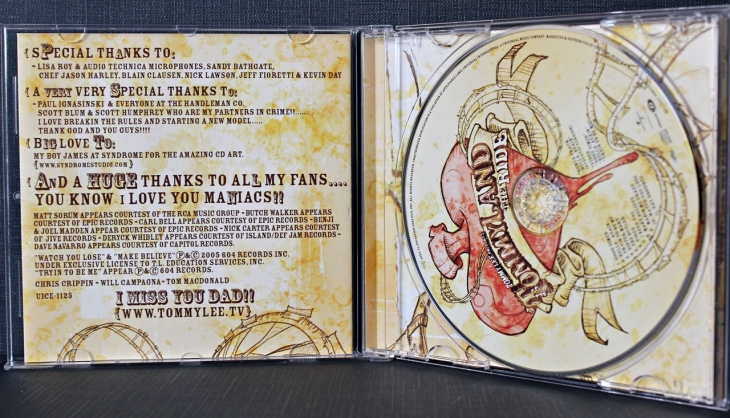 { SPECIAL THANKS TO:
- LISA ROY & AUDIO TECHNICA MICROPHONES, SANDY BATHGATE,
CHEF JASON HARLEY, BLAIN CLAUSEN, NICK LAWSON, JEFF FIORETTI & KEVIN DAY
{ A VERY VERY SPECIAL THANKS TO:
- PAUL IGNASINSKI & EVERYONE AT THE HANDLEMAN CO.
SCOTT BLUM & SCOTT HUMPHREY WHO ARE MY PARTNERS IN CRIME!!.......
I LOVE BREAKIN THE RULES AND STARTING A NEW MODEL.....
THANK GOD AND YOU GUYS!!!!
{ BIG LOVE TO:
MY BOY JAMES AT SYNDROME FOR THE AMAZING CD ART.
{ WWW.SYNDROMESTUDIO.COM }
{ AND A HUGE THANKS TO ALL MY FANS....
YOU KNOW I LOVE YOU MANIACS!!
MATT SORUM APPEARS COURTESY OF THE RCA MUSIC GROUP - BUTCH WALKER APPEARS
COURTESY OF EPIC RECORDS - CARL BELL APPEARS COURTESY OF EPIC RECORDS - BENJI
& JOEL MADDEN APPEAR COURTESY OF EPIC RECORDS - NICK CARTER APPEARS COURTESY
OF JIVE RECORDS - DERYCK WHIBLEY APPEARS COURTESY OF ISLAND/DEF JAM RECORDS -
DAVE NAVARRO APPEARS COURTESY OF CAPITOL RECORDS.
"WATCH YOU LOSE" & "MAKE BELIEVE" Ⓟ&© 2005 604 RECORDS INC.
UNDER EXCLUSIVE LICENSE TO T.L. EDUCATION SERVICES, INC.
"TRYIN TO BE ME" APPEAR Ⓟ&© 604 RECORDS.
CHRIS CRIPPIN - WILL CAMPAGNA - TOM MACDONALD
UICE-1125
I MISS YOU DAD!!
{ WWW.TOMMYLEE.TV }
TOMMYLAND
THE RIDE